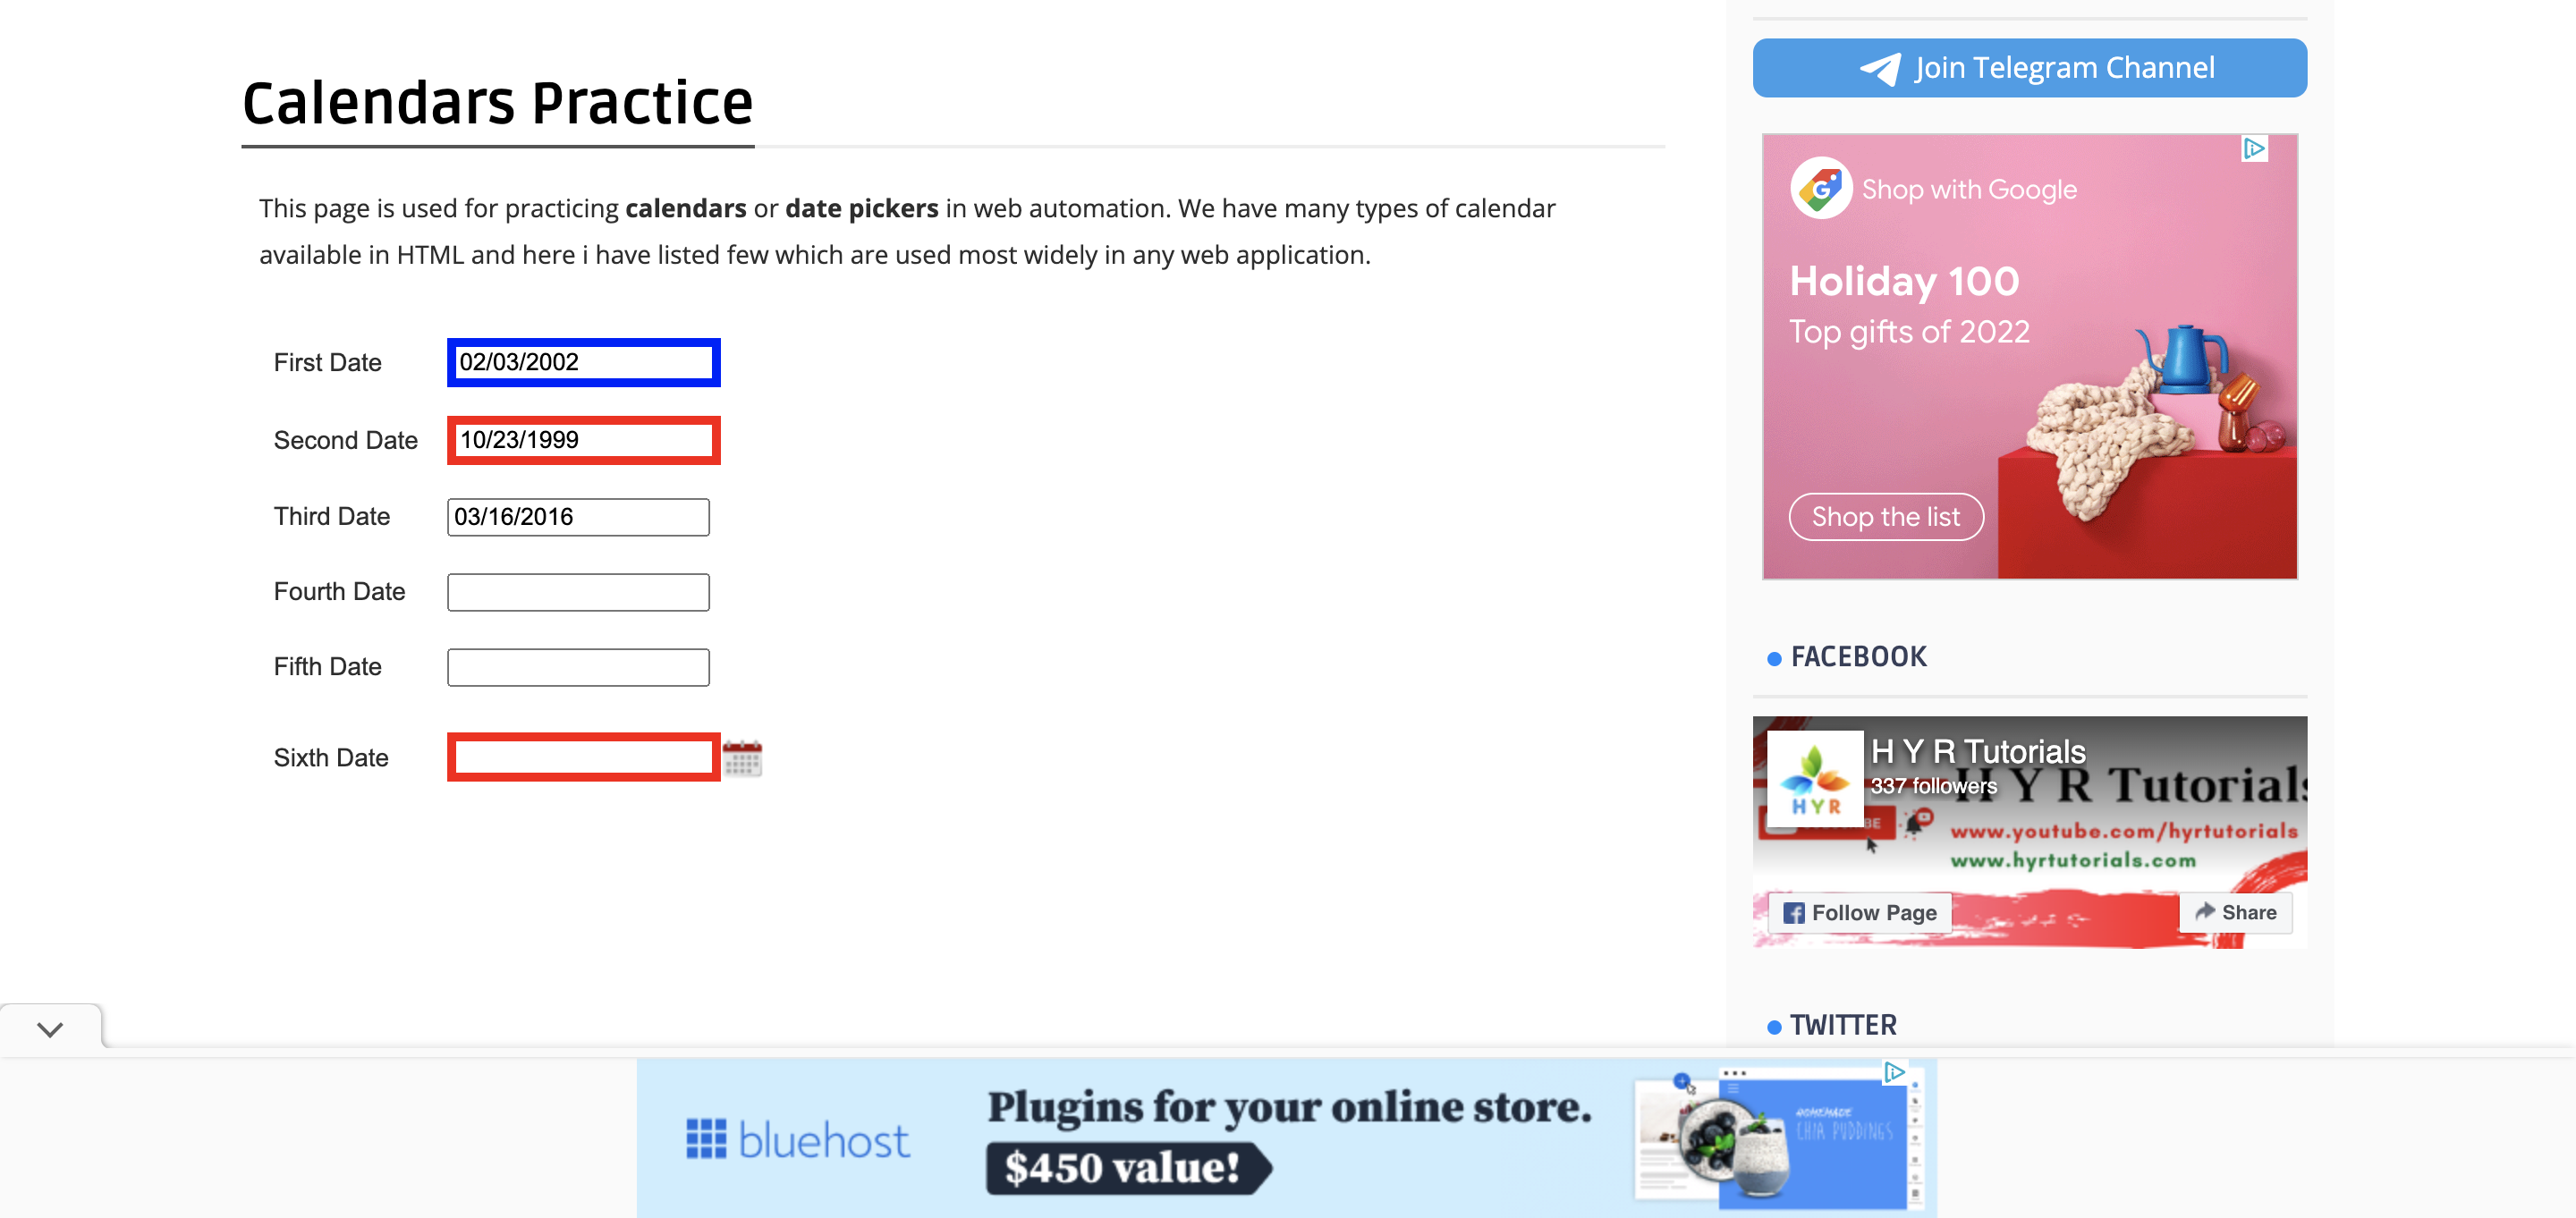 Calendars Practice
This page is used for practicing calendars or date pickers in web automation. We have many types of calendar
available in HTML and here i have listed few which are used most widely in any web application.
First Date
02/03/2002
Second Date
10/23/1999
Third Date
03/16/2016
Fourth Date
Fifth Date
Sixth Date
Join Telegram Channel
G
Shop with Google
Holiday 100
Top gifts of 2022
Shop the list
FACEBOOK
H Y R Tutorials
337 followers
H Y R Tutorials
HYR
www.youtube.com/hyrtutorials
www.hyrtutorials.com
Follow Page
Share
TWITTER
bluehost
Plugins for your online store.
$450 value!
HOMEMADE
CHIA PUDDINGS